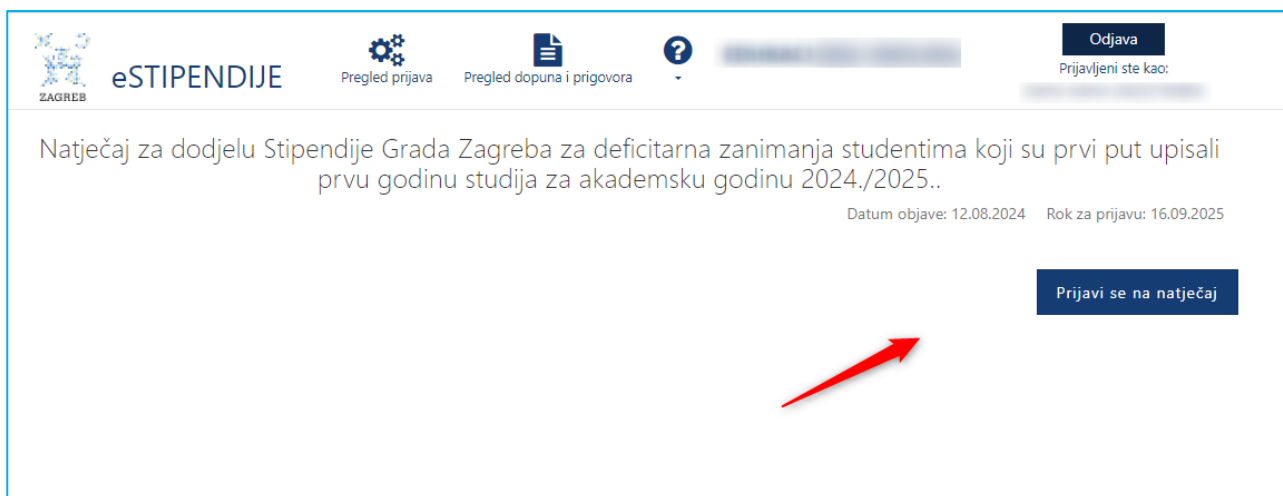 ZAGREB
eSTIPENDIJE
Pregled prijava
Pregled dopuna i prigovora
?
Odjava
Prijavljeni ste kao:
Natječaj za dodjelu Stipendije Grada Zagreba za deficitarna zanimanja studentima koji su prvi put upisali
prvu godinu studija za akademsku godinu 2024./2025..
Datum objave: 12.08.2024 Rok za prijavu: 16.09.2025
Prijavi se na natječaj